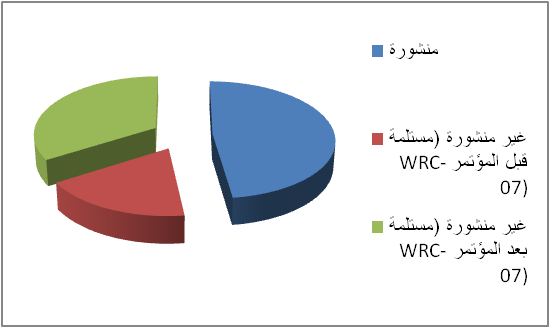 منشورة
غير منشورة (مستلمة
قبل المؤتمر WRC-
07)
غير منشورة (مستلمة
بعد المؤتمر WRC-
07)